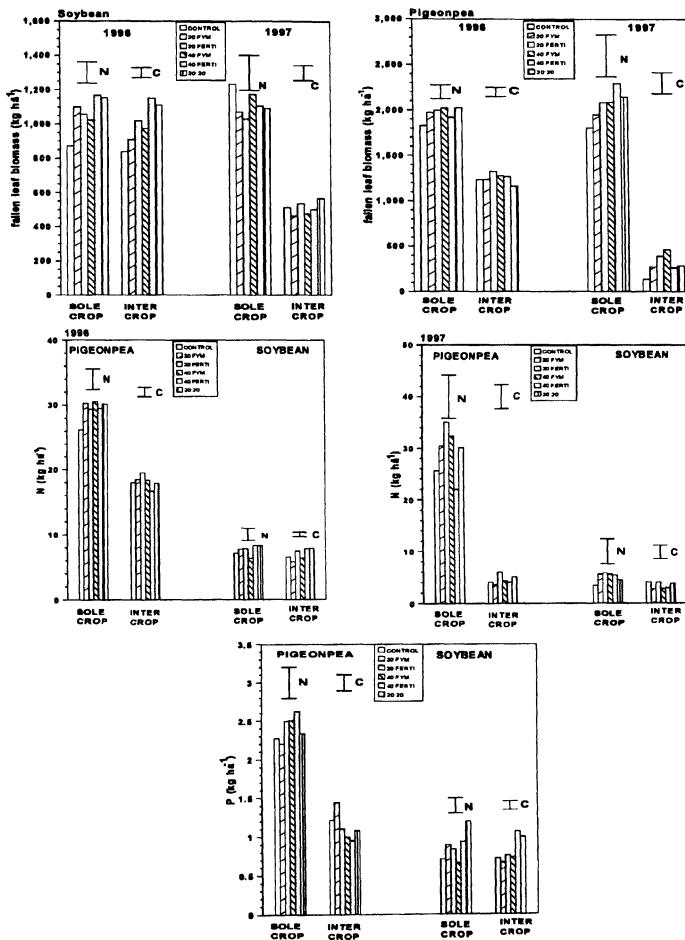 Soybean
1996 1997
CONTROL
20 FYM
20 FERTI
40 FYM
40 FERTI
20:20
N C N C
fallen leaf biomass (kg ha-1)
1,600
1,400
1,200
1,000
800
600
400
200
0
SOLE CROP INTER CROP SOLE CROP INTER CROP
Pigeonpea
1996 1997
CONTROL
20 FYM
20 FERTI
40 FYM
40 FERTI
20:20
N C N C
fallen leaf biomass (kg ha-1)
3,000
2,500
2,000
1,500
1,000
500
0
SOLE CROP INTER CROP SOLE CROP INTER CROP
1996
PIGEONPEA SOYBEAN
CONTROL
20 FYM
20 FERTI
40 FYM
40 FERTI
20:20
N C N C
N (kg ha-1)
40
30
20
10
0
SOLE CROP INTER CROP SOLE CROP INTER CROP
1997
PIGEONPEA SOYBEAN
CONTROL
20 FYM
20 FERTI
40 FYM
40 FERTI
20:20
N C N C
N (kg ha-1)
50
40
30
20
10
0
SOLE CROP INTER CROP SOLE CROP INTER CROP
PIGEONPEA SOYBEAN
CONTROL
20 FYM
20 FERTI
40 FYM
40 FERTI
20:20
N C N C
P (kg ha-1)
3.5
3
2.5
2
1.5
1
0.5
0
SOLE CROP INTER CROP SOLE CROP INTER CROP